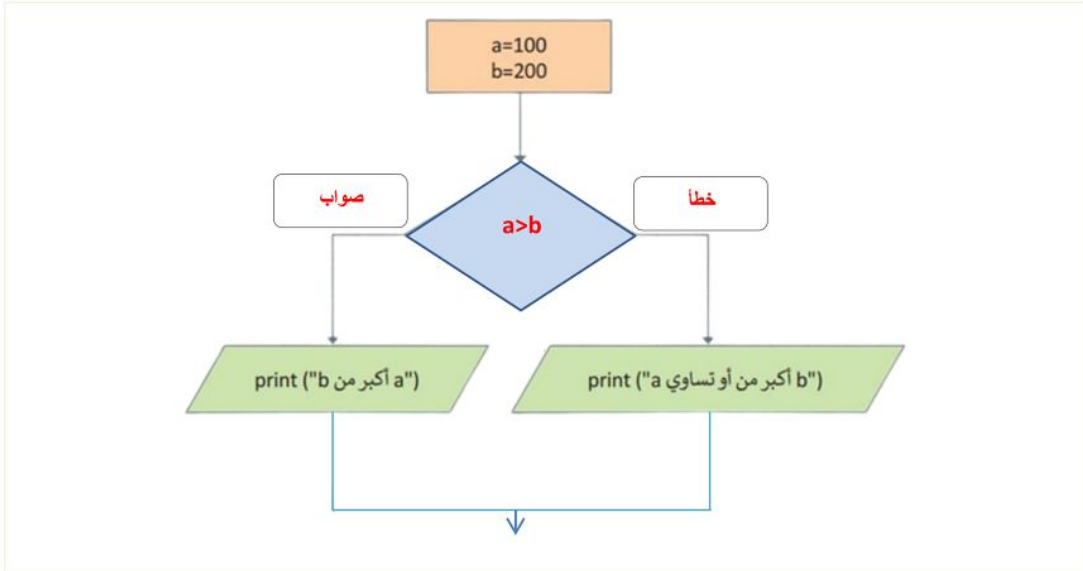 a=100
b=200
صواب
a>b
خطأ
print ("b أكبر من a")
print ("a أكبر من أو تساوي b")